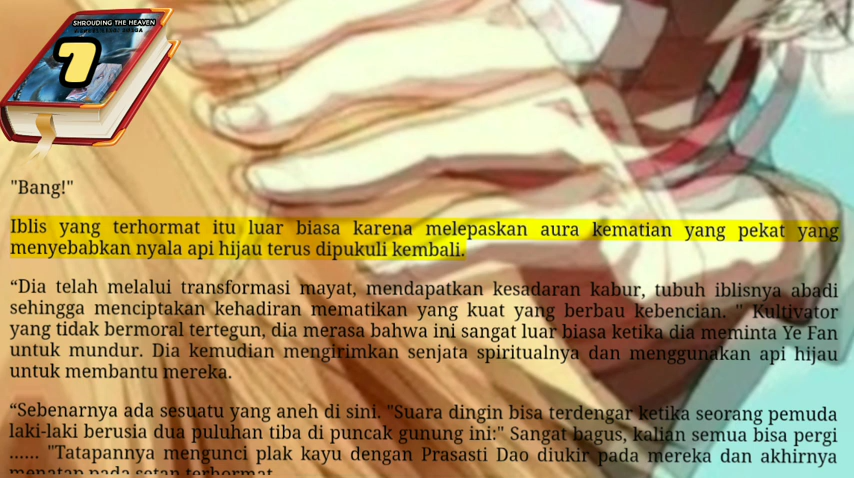 SHROUDING THE HEAVEN
7
"Bang!"
Iblis yang terhormat itu luar biasa karena melepaskan aura kematian yang pekat yang
menyebabkan nyala api hijau terus dipukuli kembali.
“Dia telah melalui transformasi mayat, mendapatkan kesadaran kabur, tubuh iblisnya abadi
sehingga menciptakan kehadiran mematikan yang kuat yang berbau kebencian. " Kultivator
yang tidak bermoral tertegun, dia merasa bahwa ini sangat luar biasa ketika dia meminta Ye Fan
untuk mundur. Dia kemudian mengirimkan senjata spiritualnya dan menggunakan api hijau
untuk membantu mereka.
“Sebenarnya ada sesuatu yang aneh di sini. "Suara dingin bisa terdengar ketika seorang pemuda
laki-laki berusia dua puluhan tiba di puncak gunung ini:" Sangat bagus, kalian semua bisa pergi
...... "Tatapannya mengunci plak kayu dengan Prasasti Dao diukir pada mereka dan akhirnya
menatap pada setan terhormat